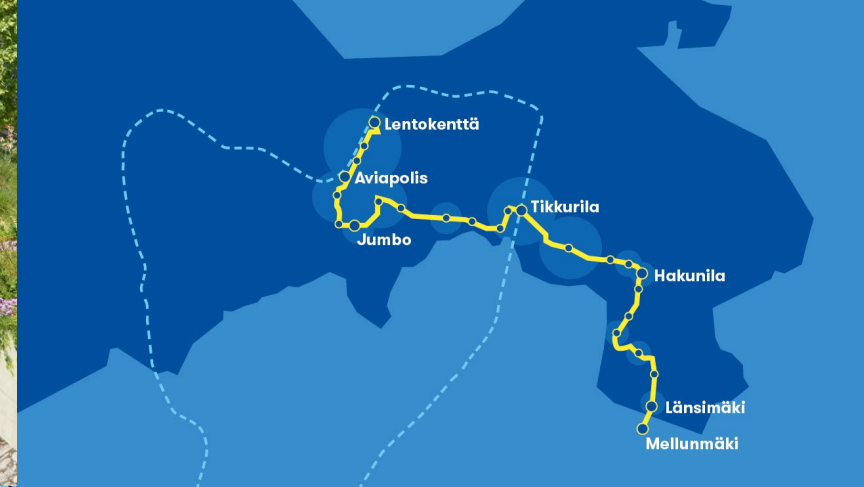 Lentokenttä
Aviapolis
Tikkurila
Jumbo
Hakunila
Länsimäki
Mellunmäki